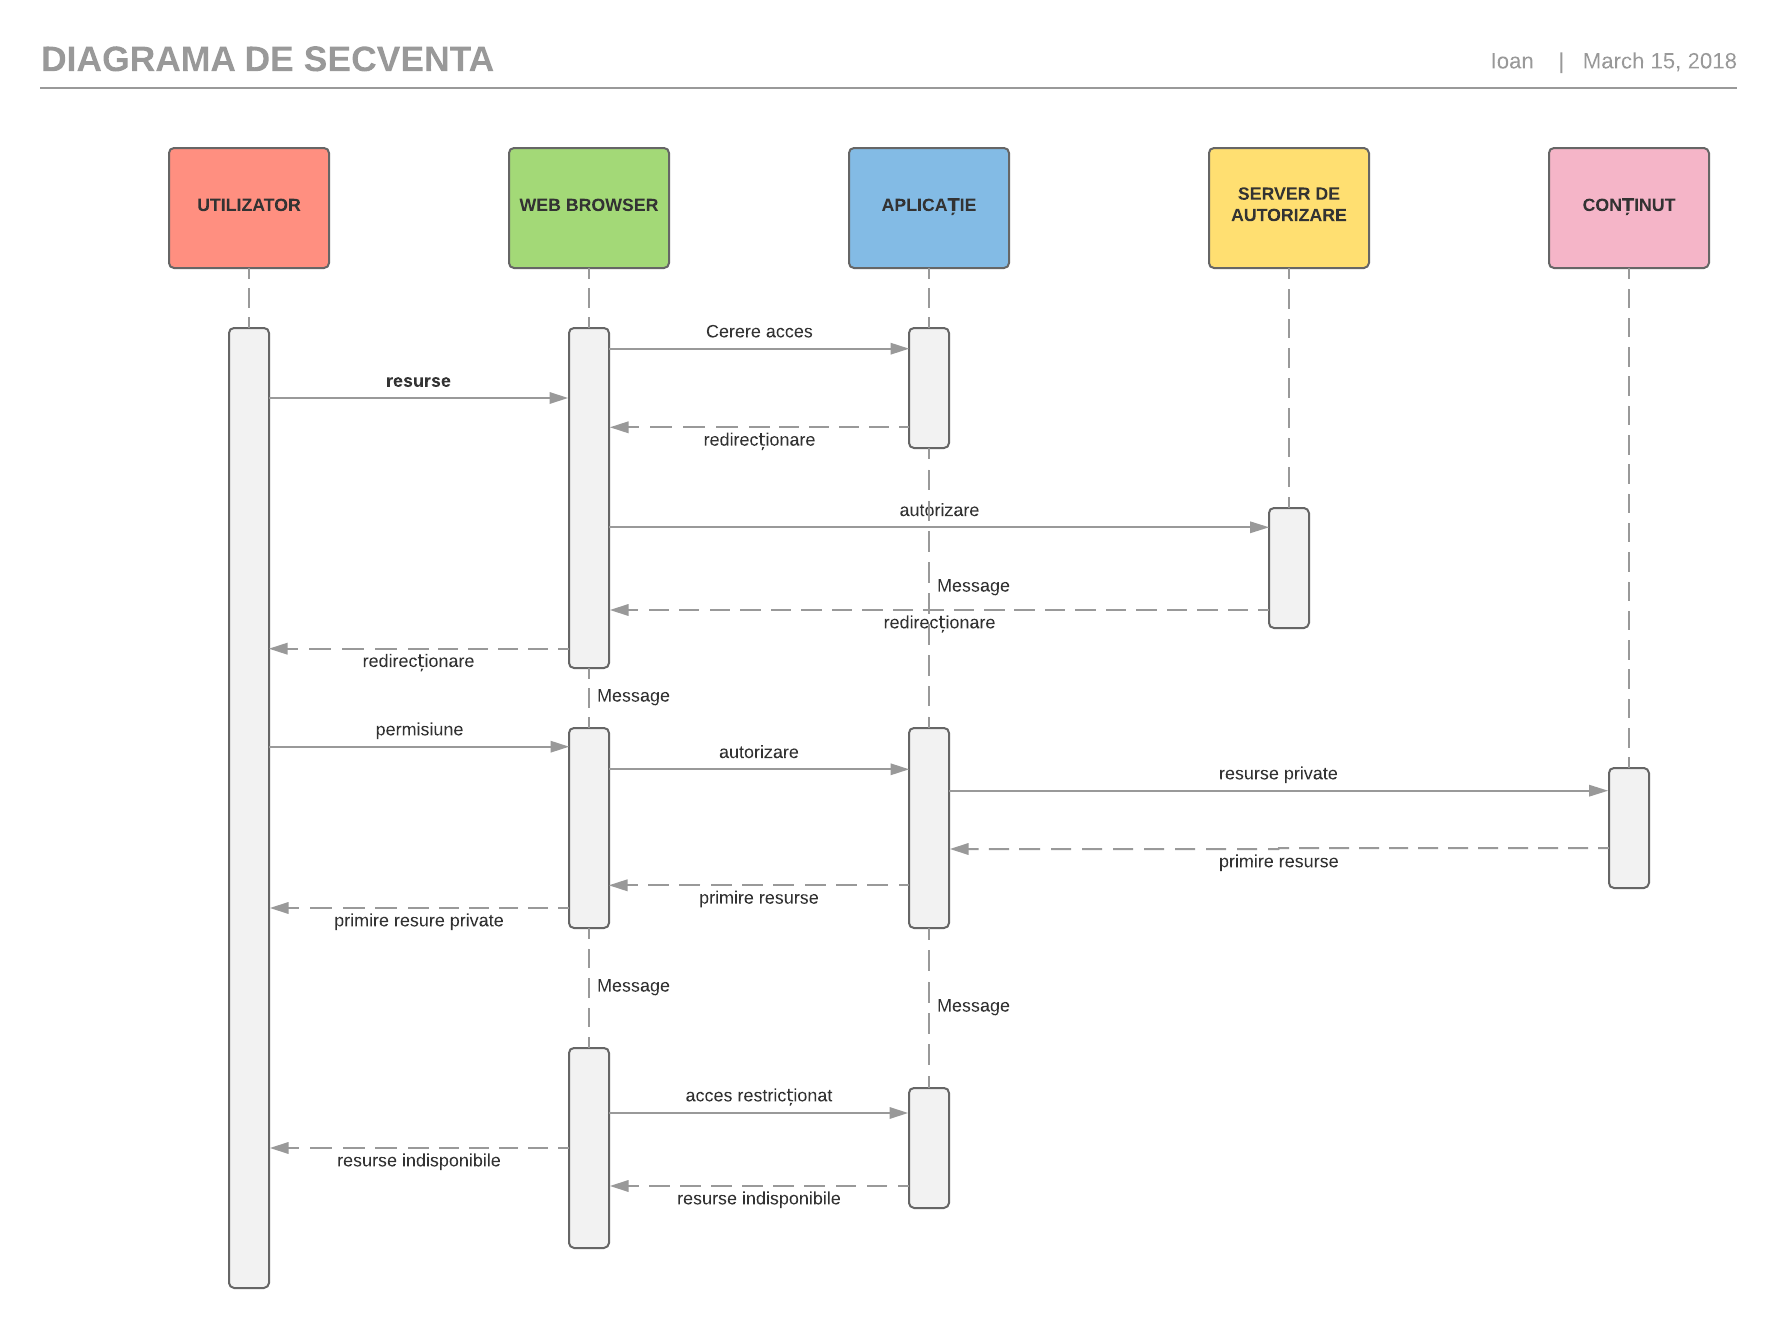 DIAGRAMA DE SECVENTA
Ioan | March 15, 2018
UTILIZATOR
WEB BROWSER
APLICAȚIE
SERVER DE
AUTORIZARE
CONȚINUT
Cerere acces
resurse
redirecționare
autorizare
Message
redirecționare
redirecționare
Message
permisiune
autorizare
resurse private
primire resurse
primire resurse
primire resure private
Message
Message
acces restricționat
resurse indisponibile
resurse indisponibile